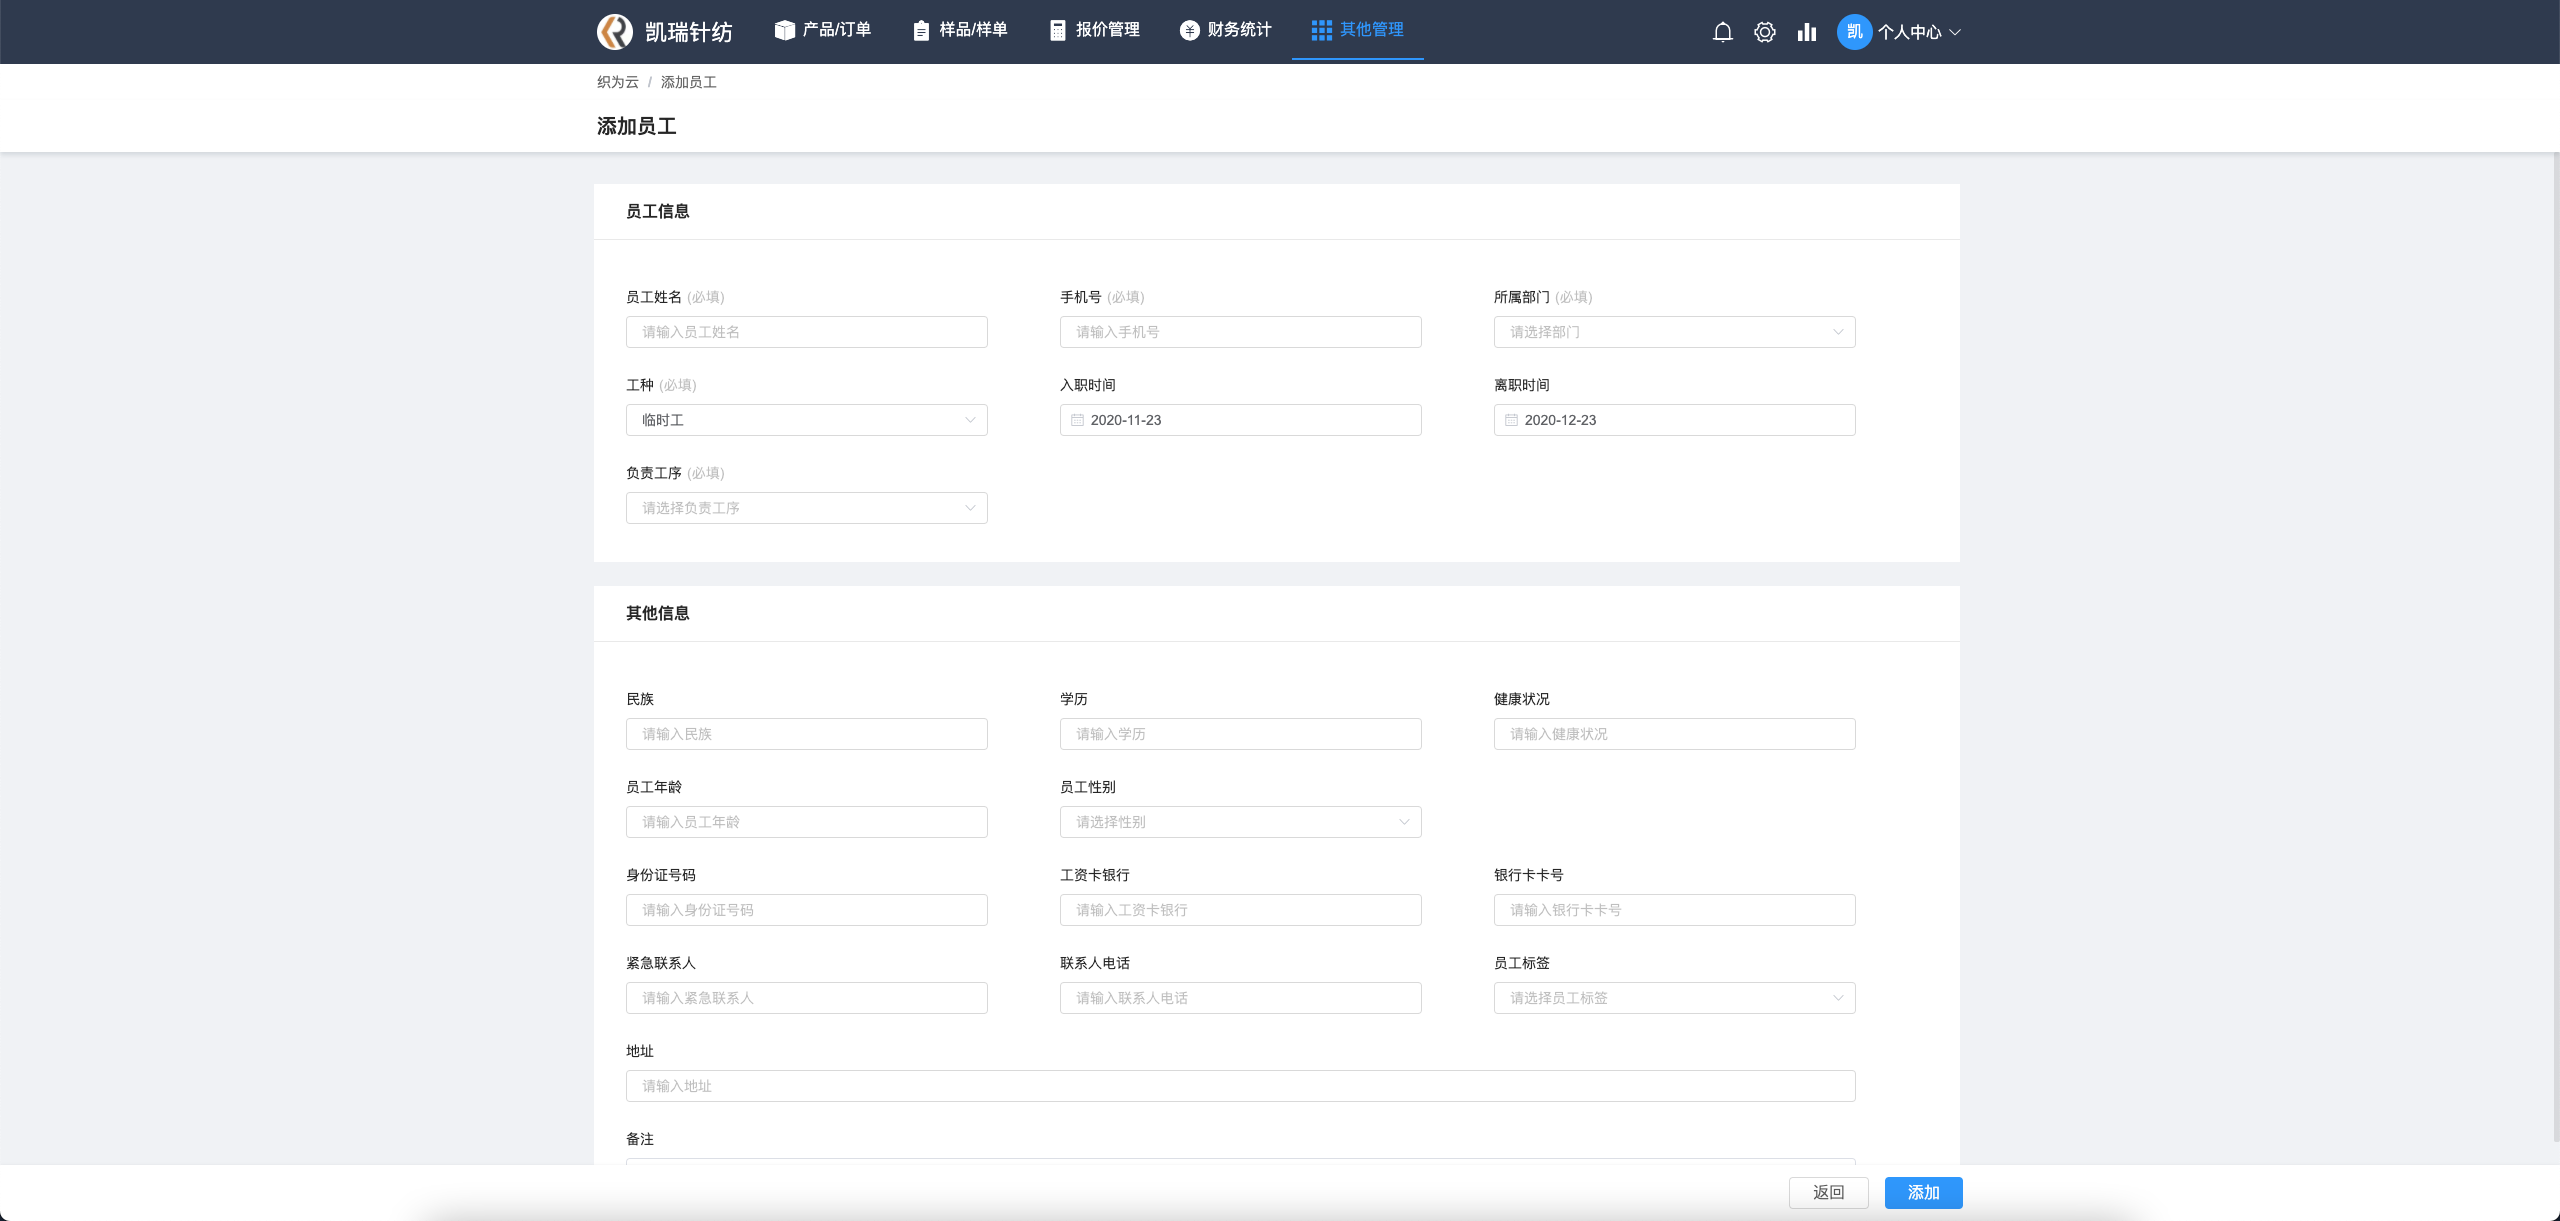 凯瑞针纺 产品/订单 样品/样单 报价管理 财务统计 其他管理 凯 个人中心
织为云 / 添加员工
添加员工
员工信息
员工姓名 (必填) 手机号 (必填) 所属部门 (必填)
请输入员工姓名 请输入手机号 请选择部门
工种 (必填) 入职时间 离职时间
临时工 2020-11-23 2020-12-23
负责工序 (必填)
请选择负责工序
其他信息
民族 学历 健康状况
请输入民族 请输入学历 请输入健康状况
员工年龄 员工性别
请输入员工年龄 请选择性别
身份证号码 工资卡银行 银行卡卡号
请输入身份证号码 请输入工资卡银行 请输入银行卡卡号
紧急联系人 联系人电话 员工标签
请输入紧急联系人 请输入联系人电话 请选择员工标签
地址
请输入地址
备注
返回 添加